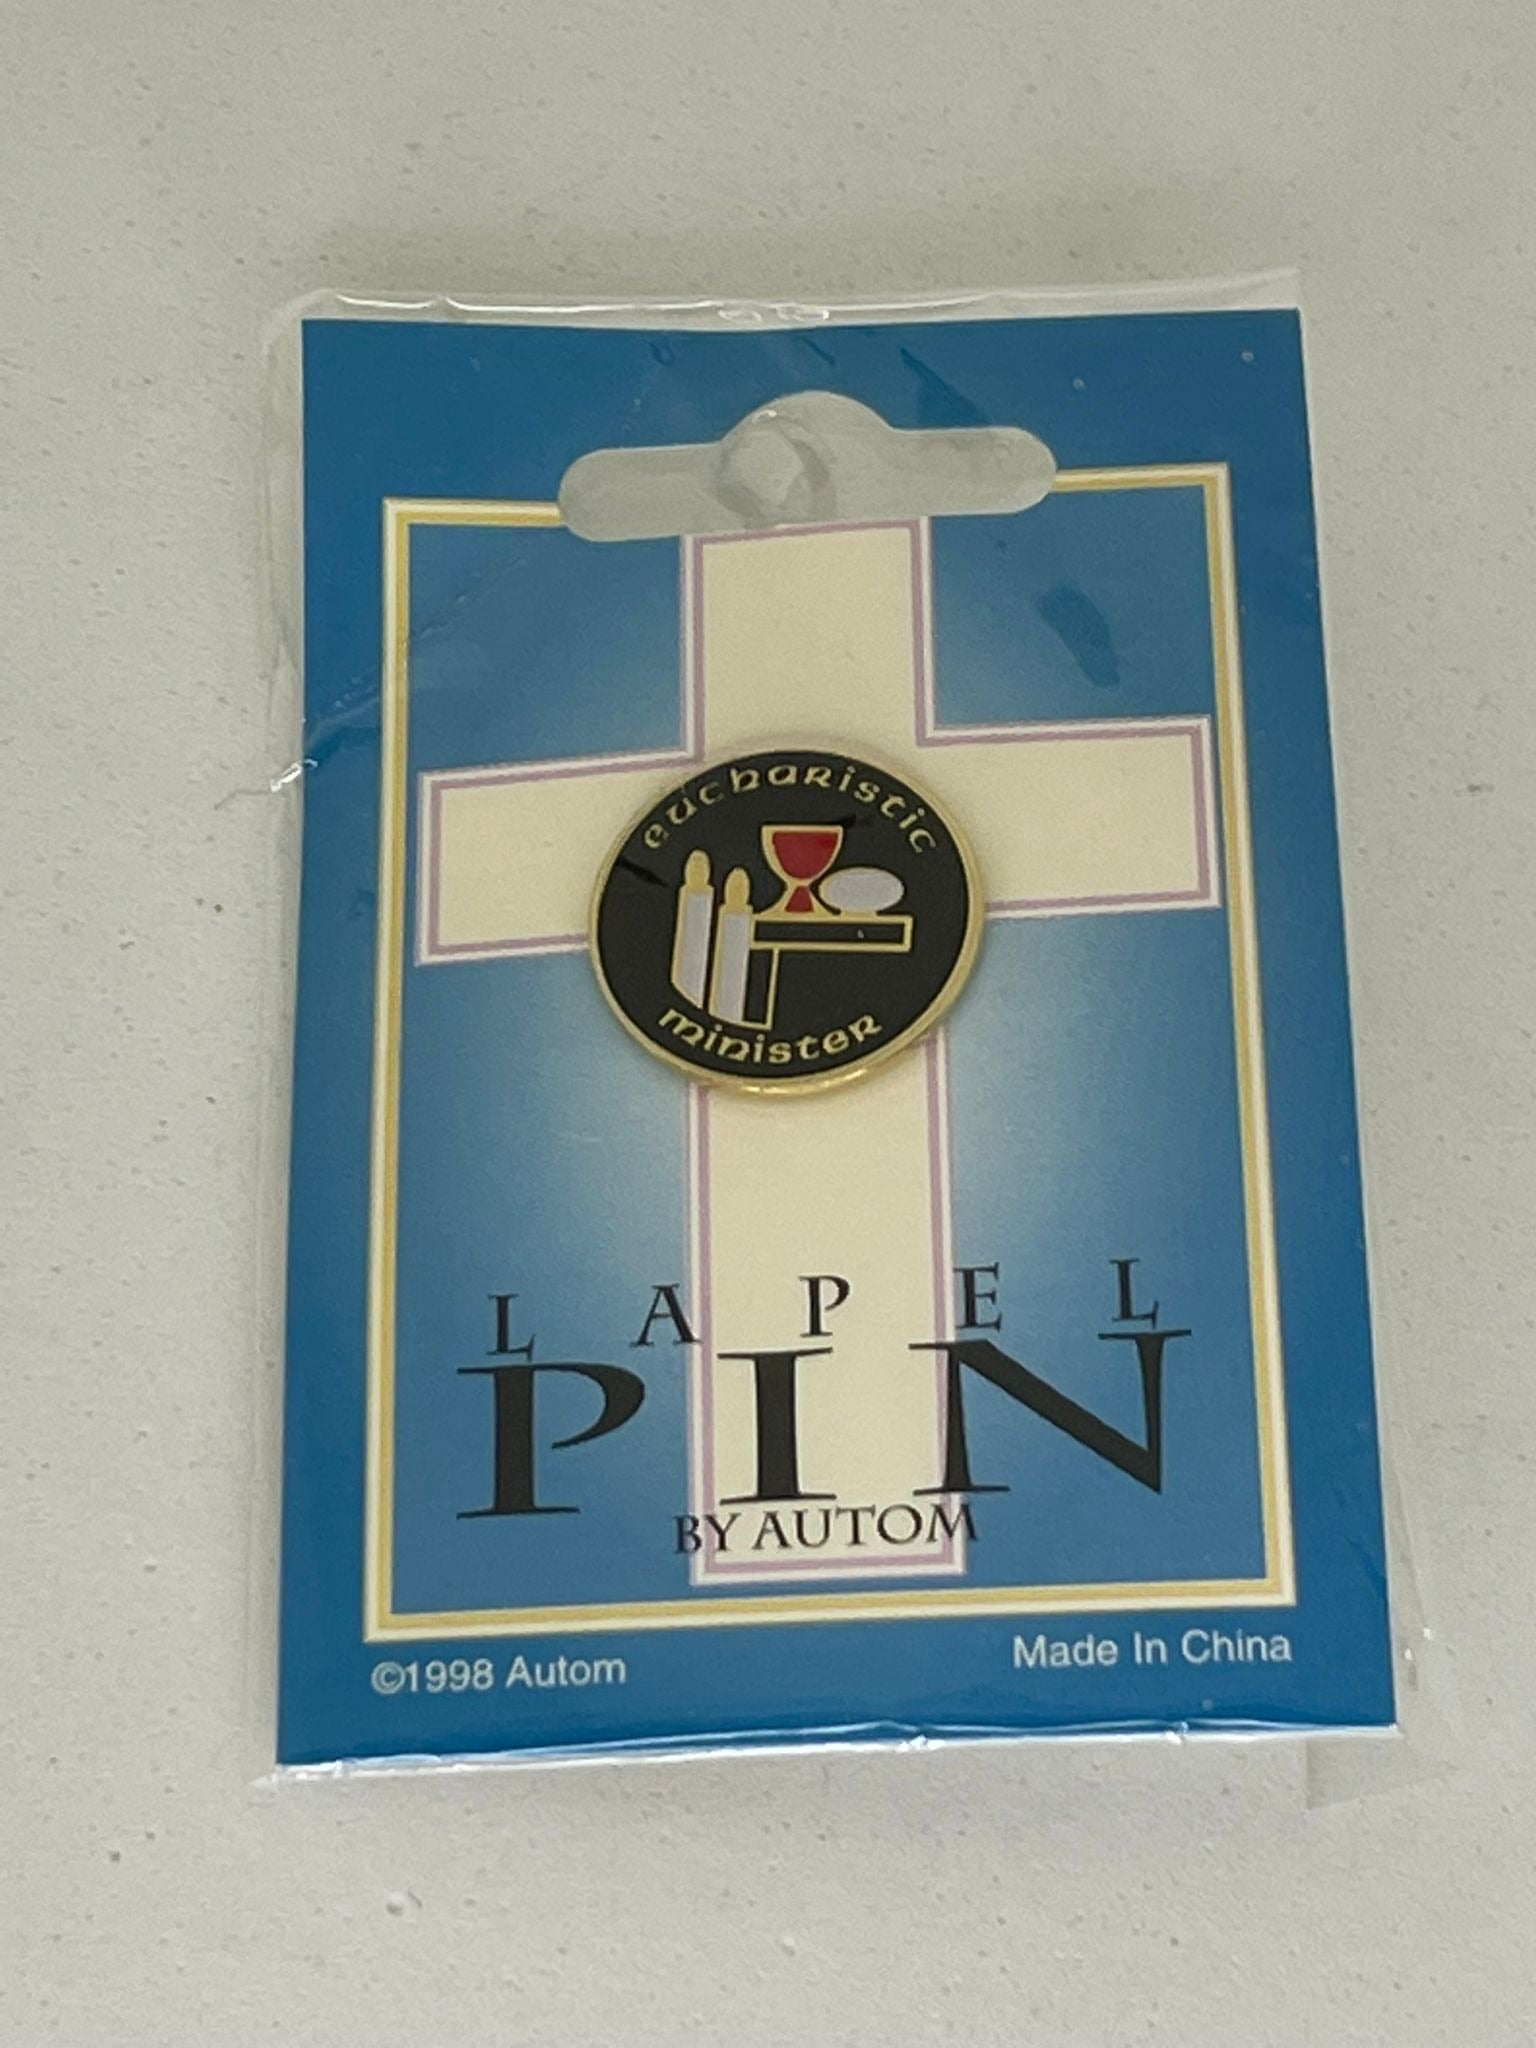 eucharistic
minister
LAPEL
PIN
BY AUTOM
©1998 Autom
Made In China